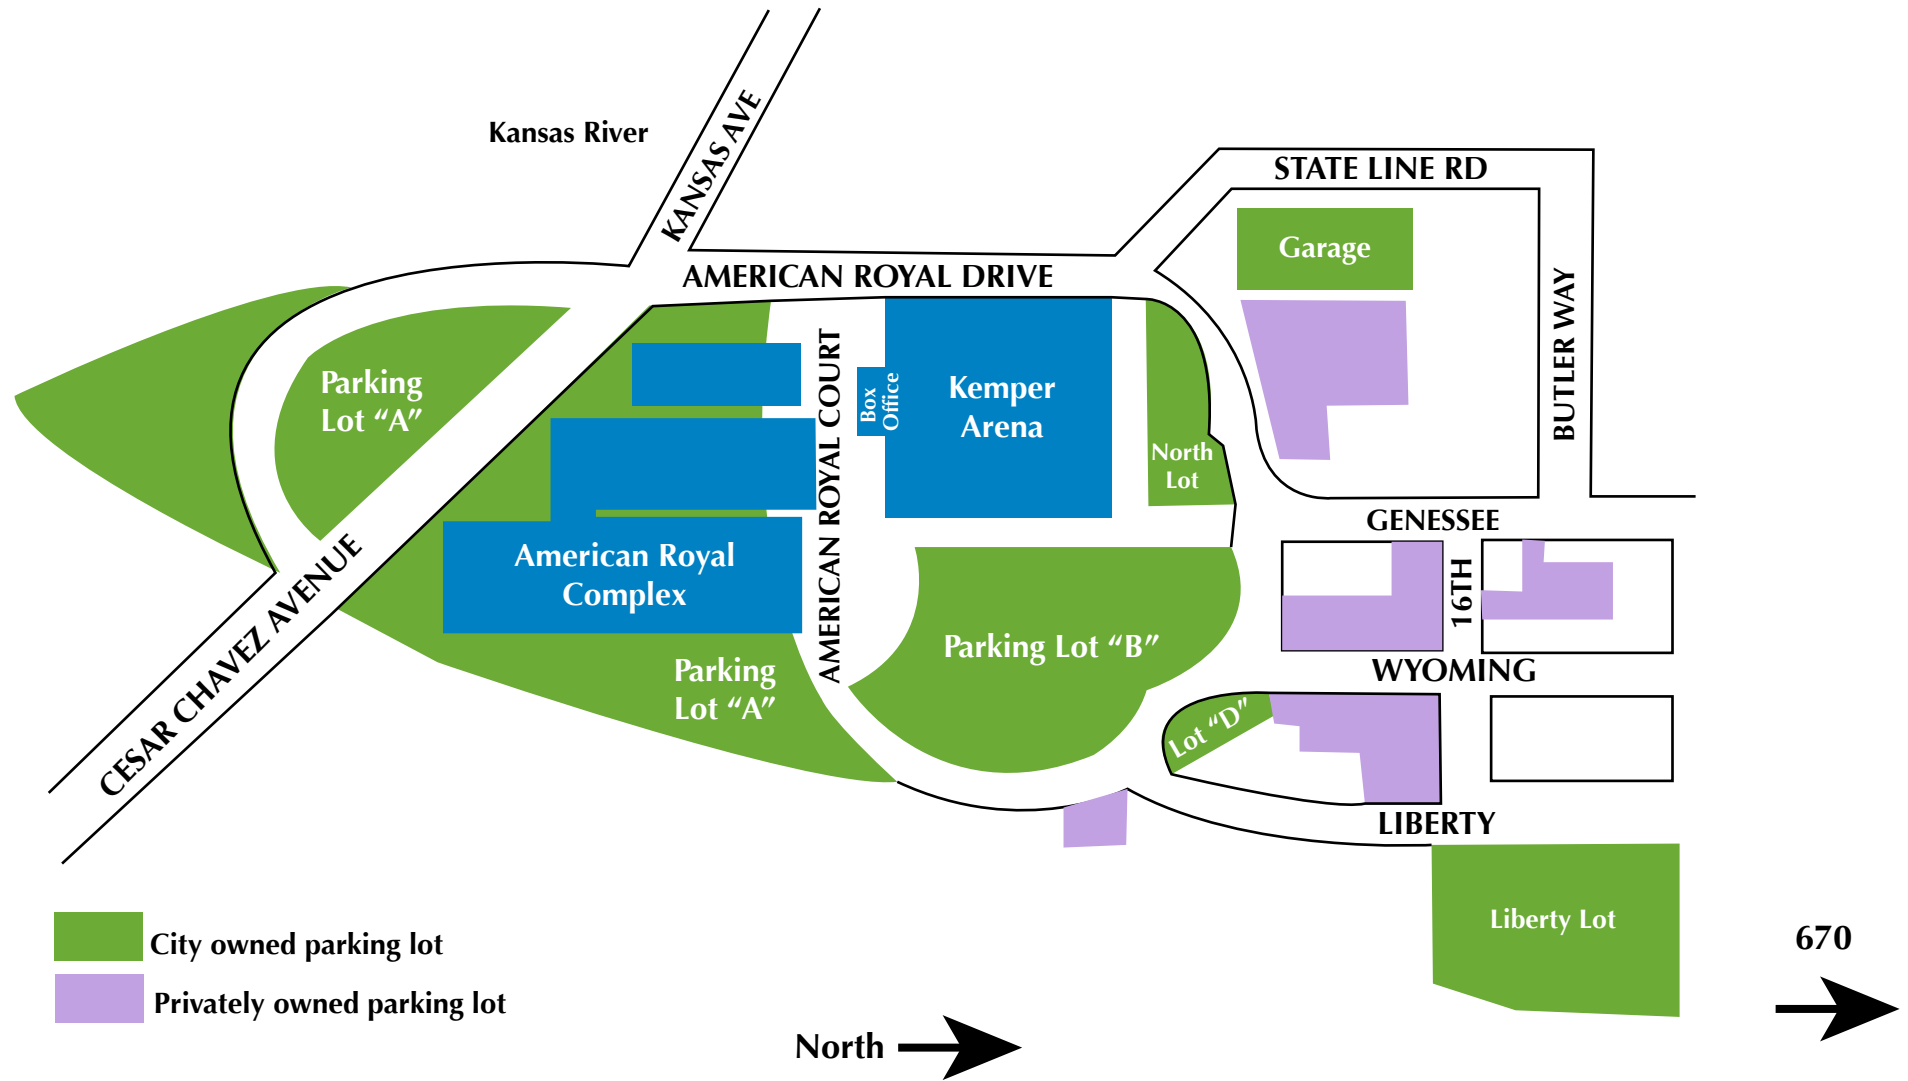 Kansas River
KANSAS AVE
STATE LINE RD
Garage
AMERICAN ROYAL DRIVE
BUTLER WAY
Parking
Lot “A”
AMERICAN ROYAL COURT
Box
Office
Kemper
Arena
North
Lot
GENESSEE
American Royal
Complex
16TH
CESAR CHAVEZ AVENUE
Parking Lot “B”
Parking
Lot “A”
WYOMING
Lot “D”
LIBERTY
Liberty Lot
City owned parking lot
670
Privately owned parking lot
North